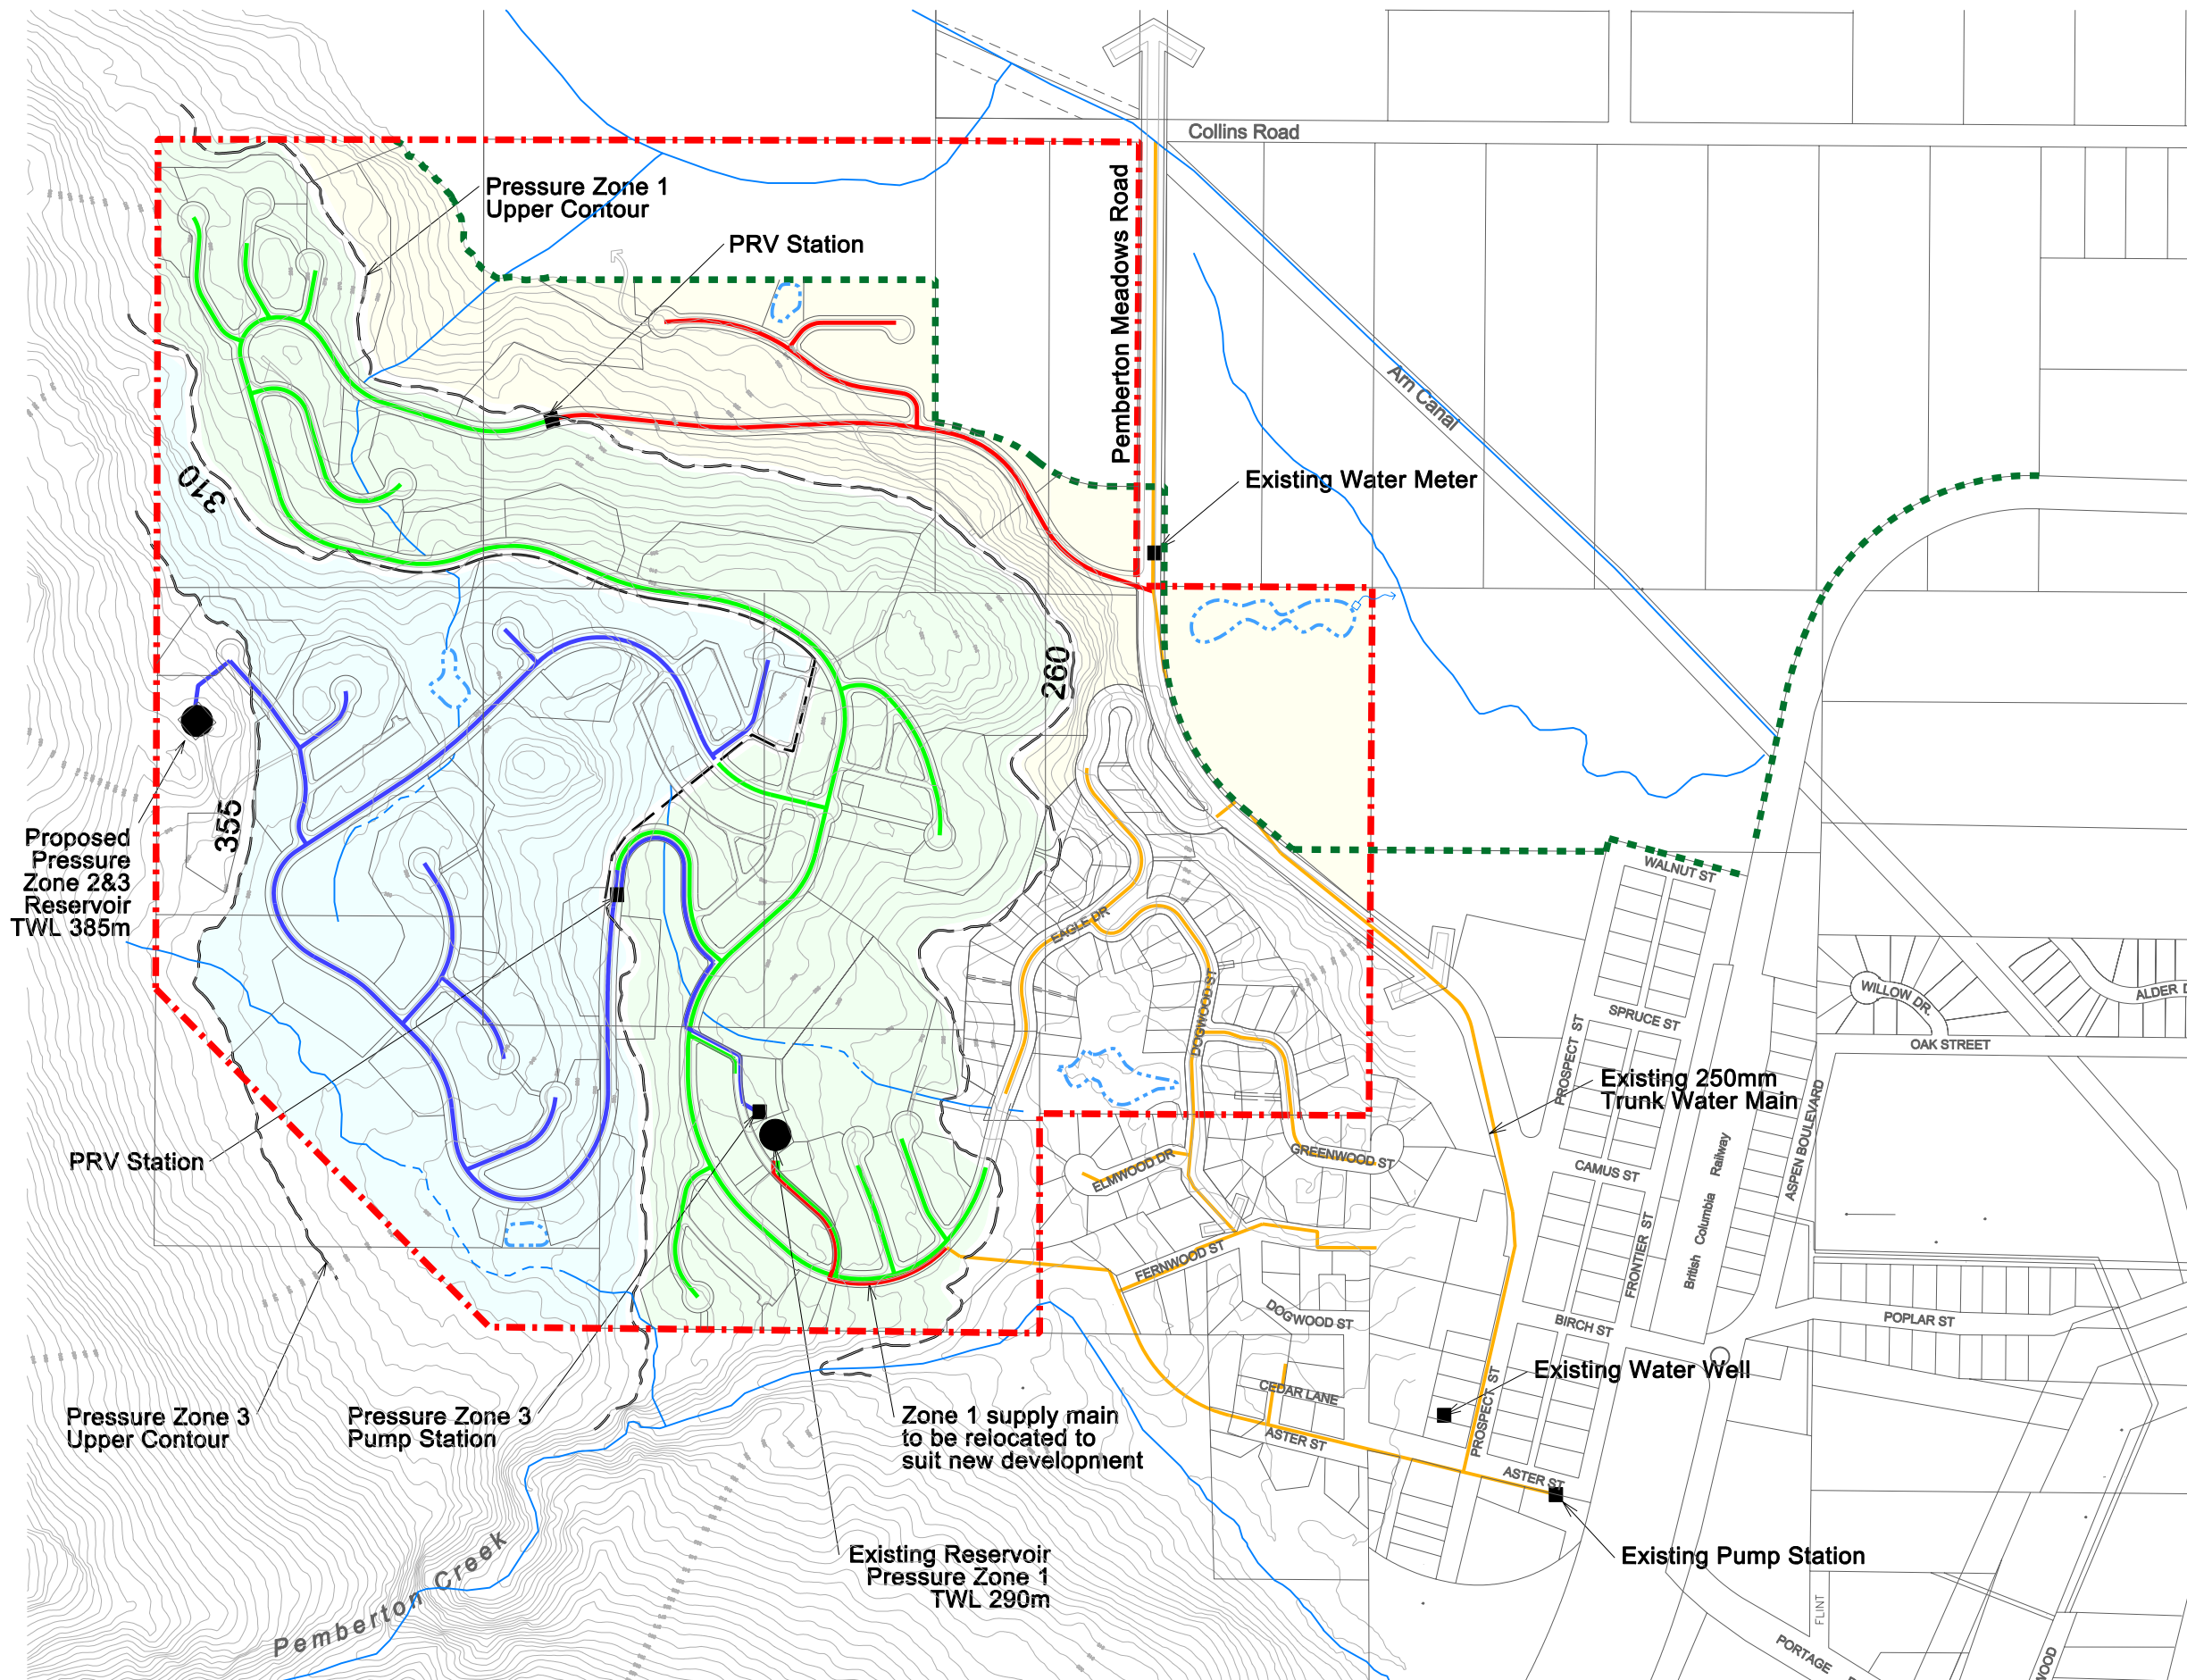 Collins Road
Pressure Zone 1
Upper Contour
PRV Station
Pemberton Meadows Road
Arn Canal
Existing Water Meter
310
260
355
Proposed
Pressure
Zone 2&3
Reservoir
TWL 385m
WALNUT ST
EAGLE DR
DOGWOOD ST
WILLOW DR.
ALDER D
SPRUCE ST
PROSPECT ST
OAK STREET
Existing 250mm
Trunk Water Main
ASPEN BOULEVARD
PRV Station
ELMWOOD DR
GREENWOOD ST
CAMUS ST
British Columbia Railway
FRONTIER ST
FERNWOOD ST
DOGWOOD ST
BIRCH ST
POPLAR ST
Existing Water Well
CEDAR LANE
PROSPECT ST
Pressure Zone 3
Upper Contour
Pressure Zone 3
Pump Station
Zone 1 supply main
to be relocated to
suit new development
ASTER ST
ASTER ST
Existing Pump Station
Existing Reservoir
Pressure Zone 1
TWL 290m
Pemberton Creek
FLINT
PORTAGE
WOOD